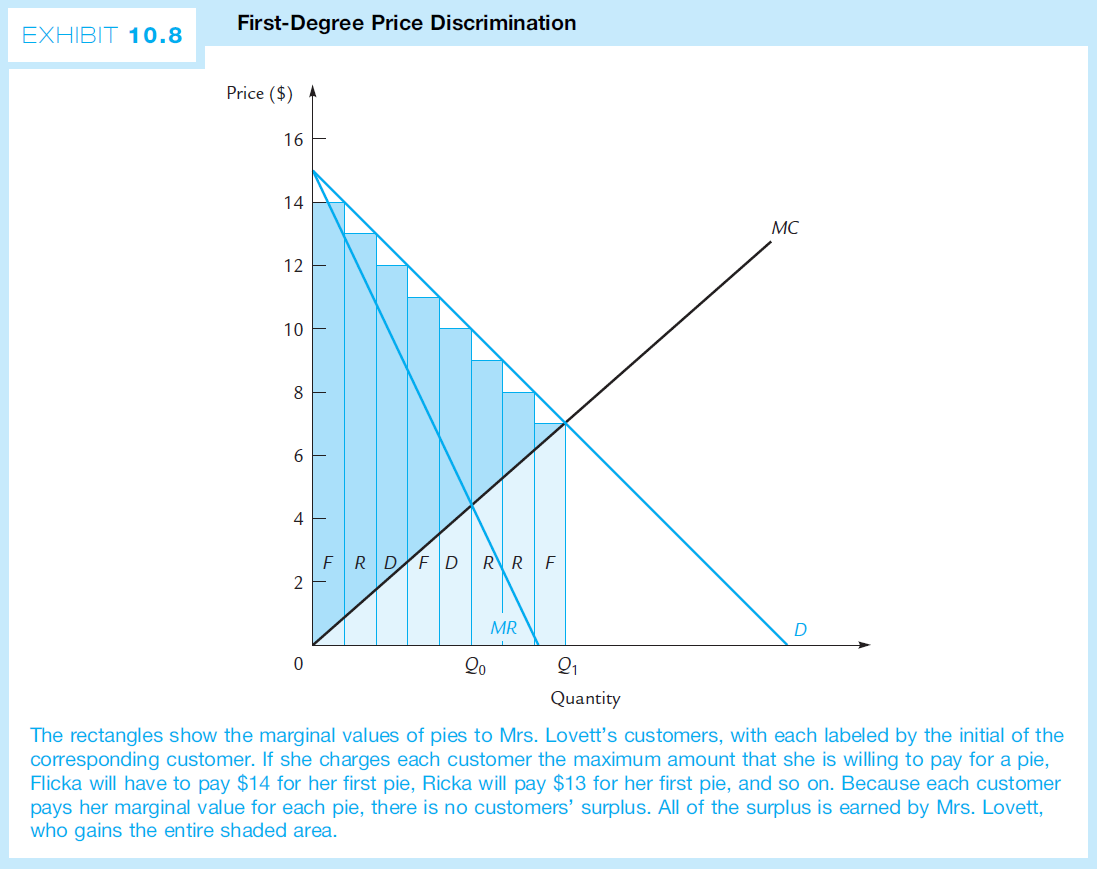 EXHIBIT 10.8
First-Degree Price Discrimination
Price ($)
16
14
12
10
8
6
4
2
0
MC
F R D F D R R F
MR
D
Q0 Q1
Quantity
The rectangles show the marginal values of pies to Mrs. Lovett's customers, with each labeled by the initial of the
corresponding customer. If she charges each customer the maximum amount that she is willing to pay for a pie,
Flicka will have to pay $14 for her first pie, Ricka will pay $13 for her first pie, and so on. Because each customer
pays her marginal value for each pie, there is no customers' surplus. All of the surplus is earned by Mrs. Lovett,
who gains the entire shaded area.